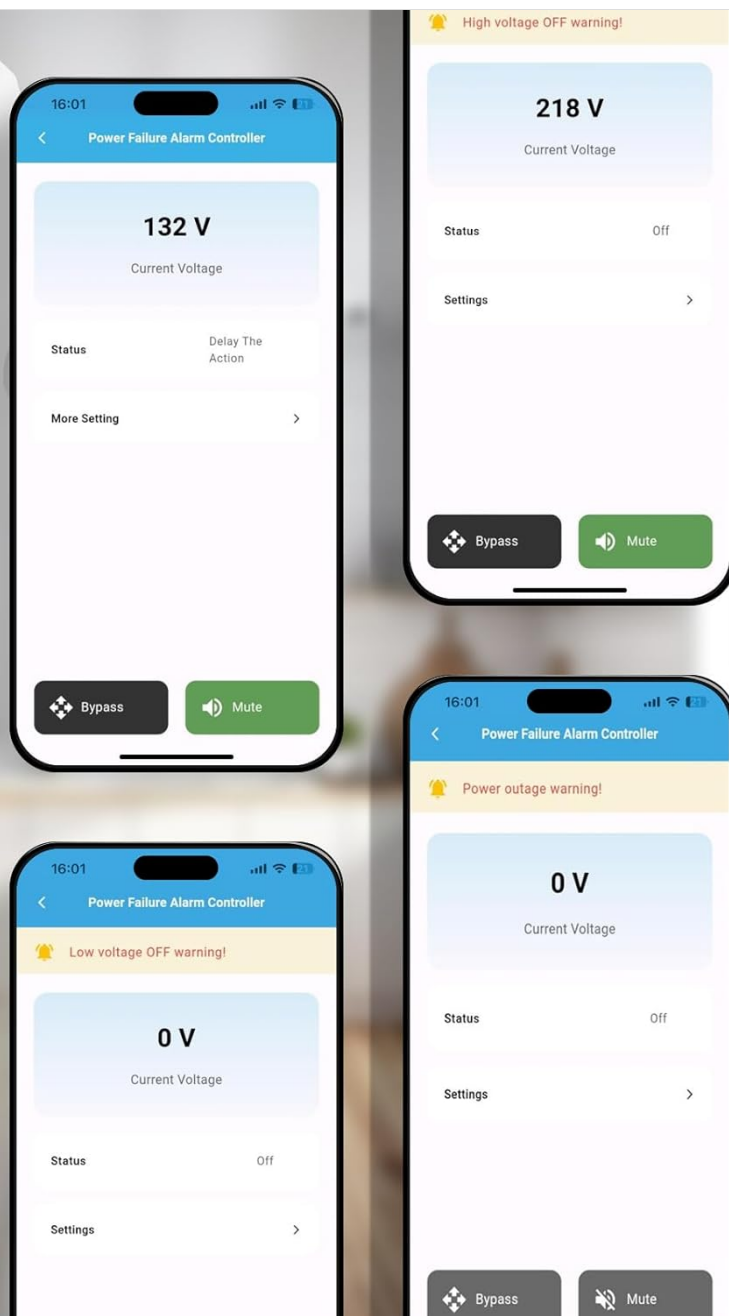 16:01
Power Failure Alarm Controller
132 V
Current Voltage
Status
Delay The
Action
More Setting
Bypass
Mute
High voltage OFF warning!
218 V
Current Voltage
Status
Off
Settings
Bypass
Mute
16:01
Power Failure Alarm Controller
Low voltage OFF warning!
0 V
Current Voltage
Status
Off
Settings
16:01
Power Failure Alarm Controller
Power outage warning!
0 V
Current Voltage
Status
Off
Settings
Bypass
Mute